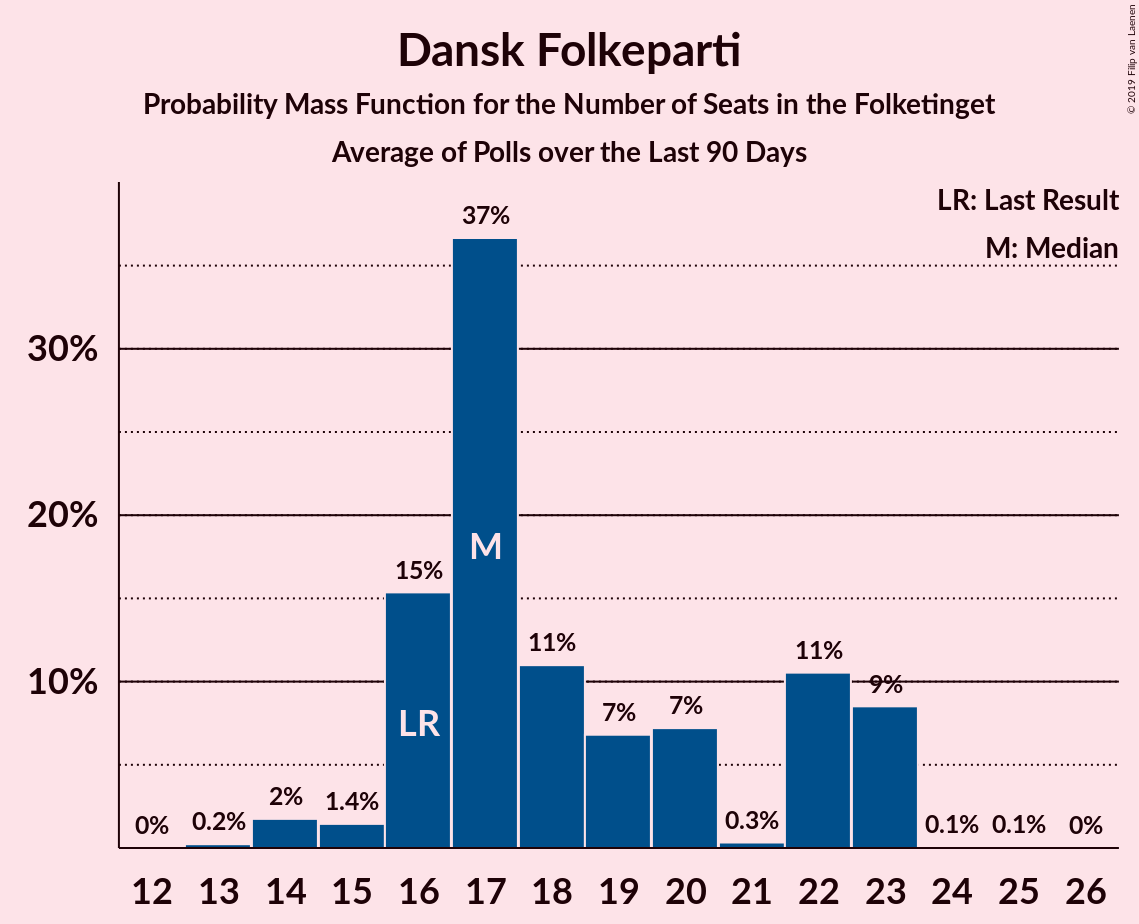 Dansk Folkeparti
Probability Mass Function for the Number of Seats in the Folketinget
Average of Polls over the Last 90 Days
© 2019 Filip van Laenen
LR: Last Result
M: Median
30%
20%
10%
0%
0.2%
2%
1.4%
15%
37%
11%
7%
7%
0.3%
11%
9%
0.1%
0.1%
0%
LR
M
12 13 14 15 16 17 18 19 20 21 22 23 24 25 26